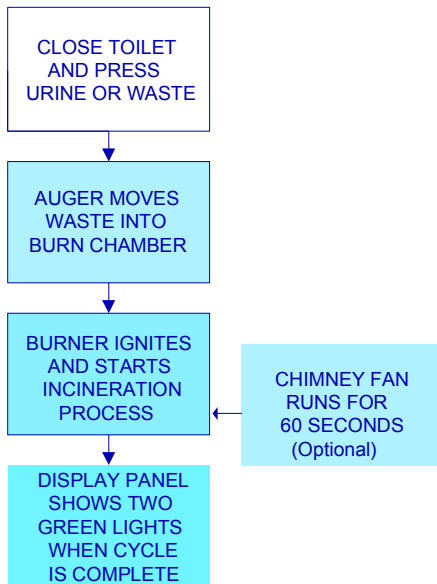 CLOSE TOILET
AND PRESS
URINE OR WASTE
AUGER MOVES
WASTE INTO
BURN CHAMBER
BURNER IGNITES
AND STARTS
INCINERATION
PROCESS
CHIMNEY FAN
RUNS FOR
60 SECONDS
(Optional)
DISPLAY PANEL
SHOWS TWO
GREEN LIGHTS
WHEN CYCLE
IS COMPLETE